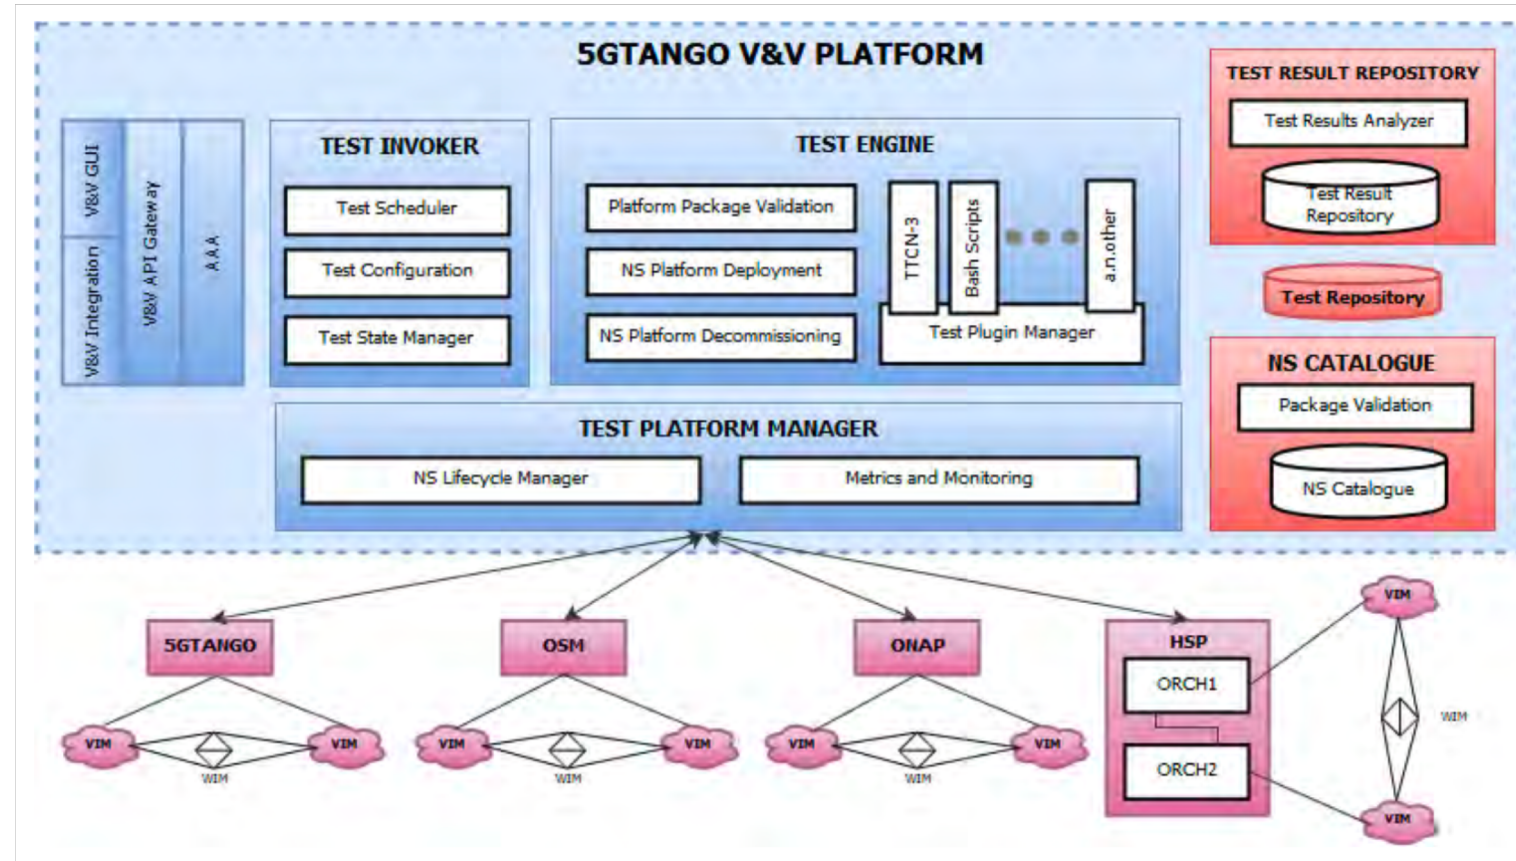 5GTANGO V&V PLATFORM
V&V GUI
V&V Integration
V&V API Gateway
AAA
TEST INVOKER
Test Scheduler
Test Configuration
Test State Manager
TEST ENGINE
Platform Package Validation
NS Platform Deployment
NS Platform Decommissioning
TTCN-3
Bash Scripts
a.n.other
Test Plugin Manager
TEST RESULT REPOSITORY
Test Results Analyzer
Test Result
Repository
Test Repository
NS CATALOGUE
Package Validation
NS Catalogue
TEST PLATFORM MANAGER
NS Lifecycle Manager
Metrics and Monitoring
5GTANGO
VIM
VIM
WIM
OSM
VIM
VIM
WIM
ONAP
VIM
VIM
WIM
HSP
ORCH1
ORCH2
VIM
WIM
VIM